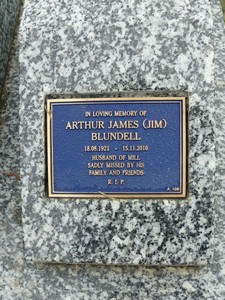 IN LOVING MEMORY OF
ARTHUR JAMES (JIM)
BLUNDELL
18.08.1921 - 15.11.2010
HUSBAND OF MILL
SADLY MISSED BY HIS
FAMILY AND FRIENDS
R. I. P.